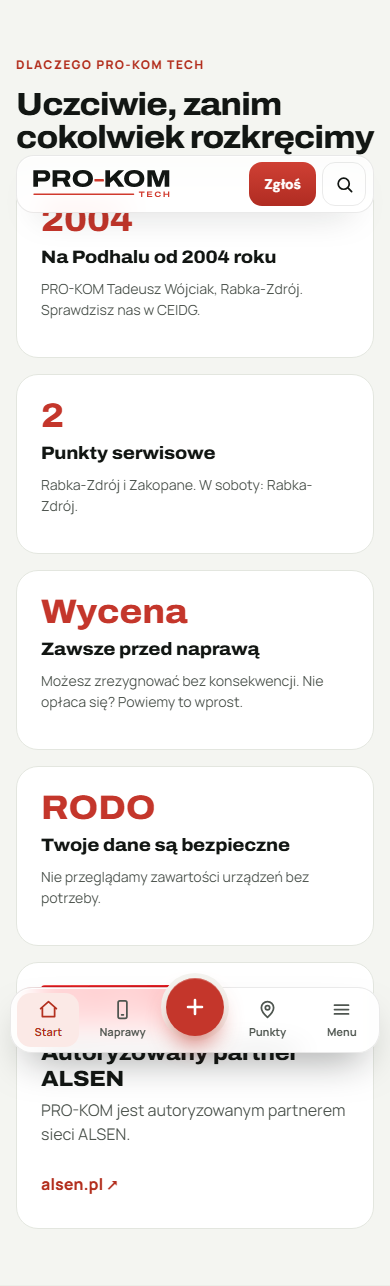 DLACZEGO PRO-KOM TECH
Uczciwie, zanim
cokolwiek rozkręcimy
PRO-KOM
TECH
Zgłoś
2004
Na Podhalu od 2004 roku
PRO-KOM Tadeusz Wójciak, Rabka-Zdrój.
Sprawdzisz nas w CEIDG.
2
Punkty serwisowe
Rabka-Zdrój i Zakopane. W soboty: Rabka-
Zdrój.
Wycena
Zawsze przed naprawą
Możesz zrezygnować bez konsekwencji. Nie
opłaca się? Powiemy to wprost.
RODO
Twoje dane są bezpieczne
Nie przeglądamy zawartości urządzeń bez
potrzeby.
Start
Naprawy
+
Punkty
Menu
Autoryzowany partner
ALSEN
PRO-KOM jest autoryzowanym partnerem
sieci ALSEN.
alsen.pl ↗